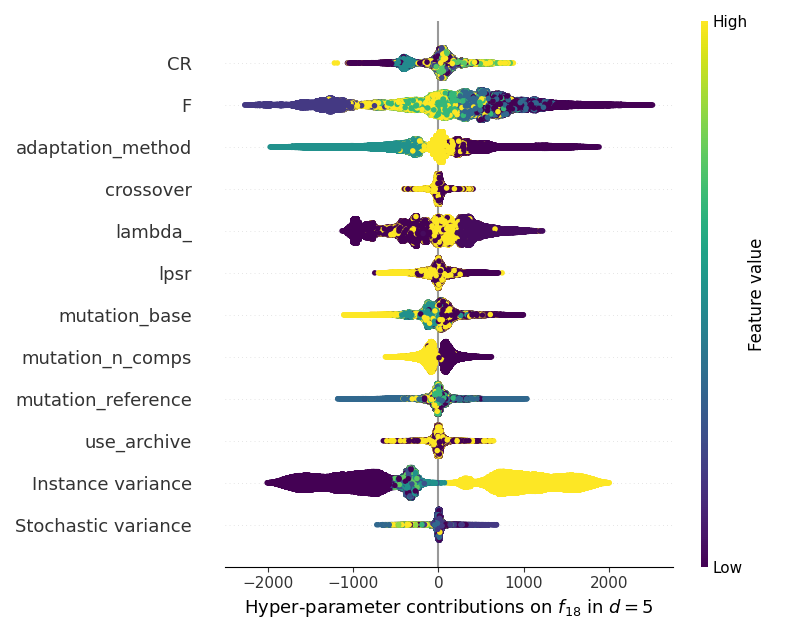 High
CR
F
adaptation_method
crossover
lambda_
lpsr
mutation_base
mutation_n_comps
mutation_reference
use_archive
Instance variance
Stochastic variance
Feature value
Low
−2000 −1000 0 1000 2000
Hyper-parameter contributions on f18 in d = 5